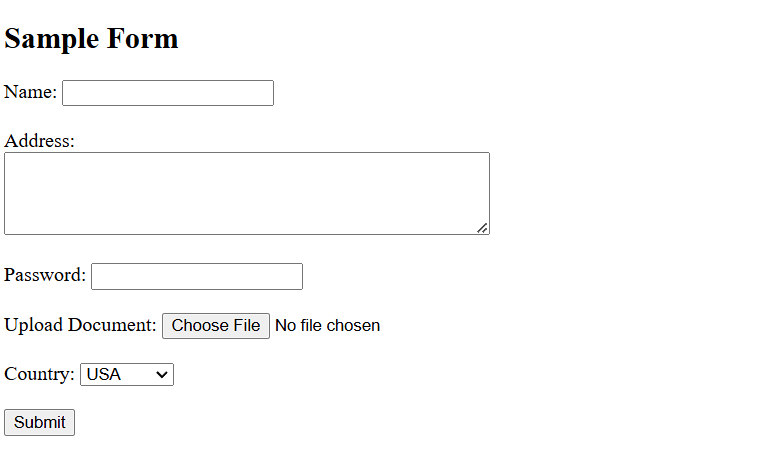 Sample Form
Name:
Address:
Password:
Upload Document: Choose File No file chosen
Country: USA
Submit